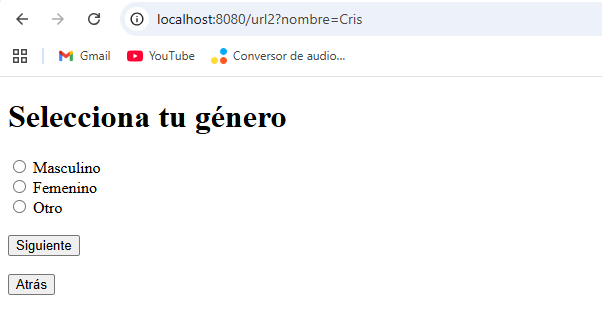 localhost:8080/url2?nombre=Cris
Gmail YouTube Conversor de audio...
Selecciona tu género
Masculino
Femenino
Otro
Siguiente
Atrás